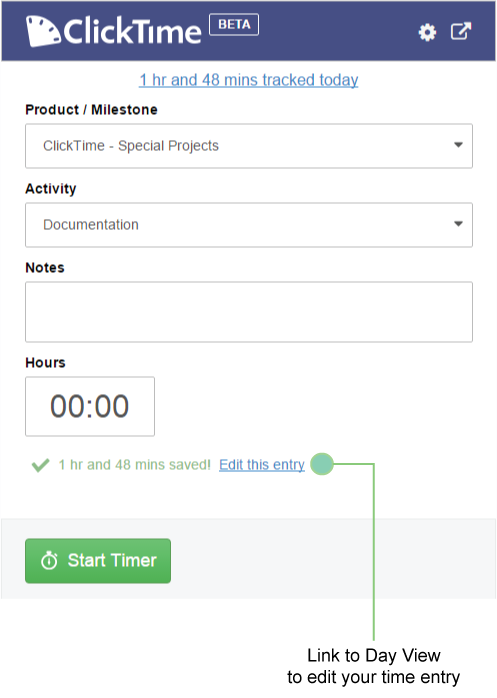 ClickTime BETA
1 hr and 48 mins tracked today
Product / Milestone
ClickTime - Special Projects
Activity
Documentation
Notes
Hours
00:00
1 hr and 48 mins saved! Edit this entry
Start Timer
Link to Day View
to edit your time entry